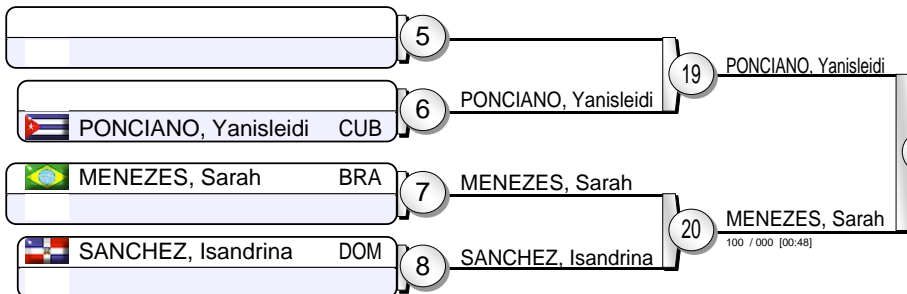 5
19
PONCIANO, Yanisleidi
6
PONCIANO, Yanisleidi
PONCIANO, Yanisleidi CUB
MENEZES, Sarah BRA
7
MENEZES, Sarah
20
MENEZES, Sarah
100 / 000 [00:48]
SANCHEZ, Isandrina DOM
8
SANCHEZ, Isandrina